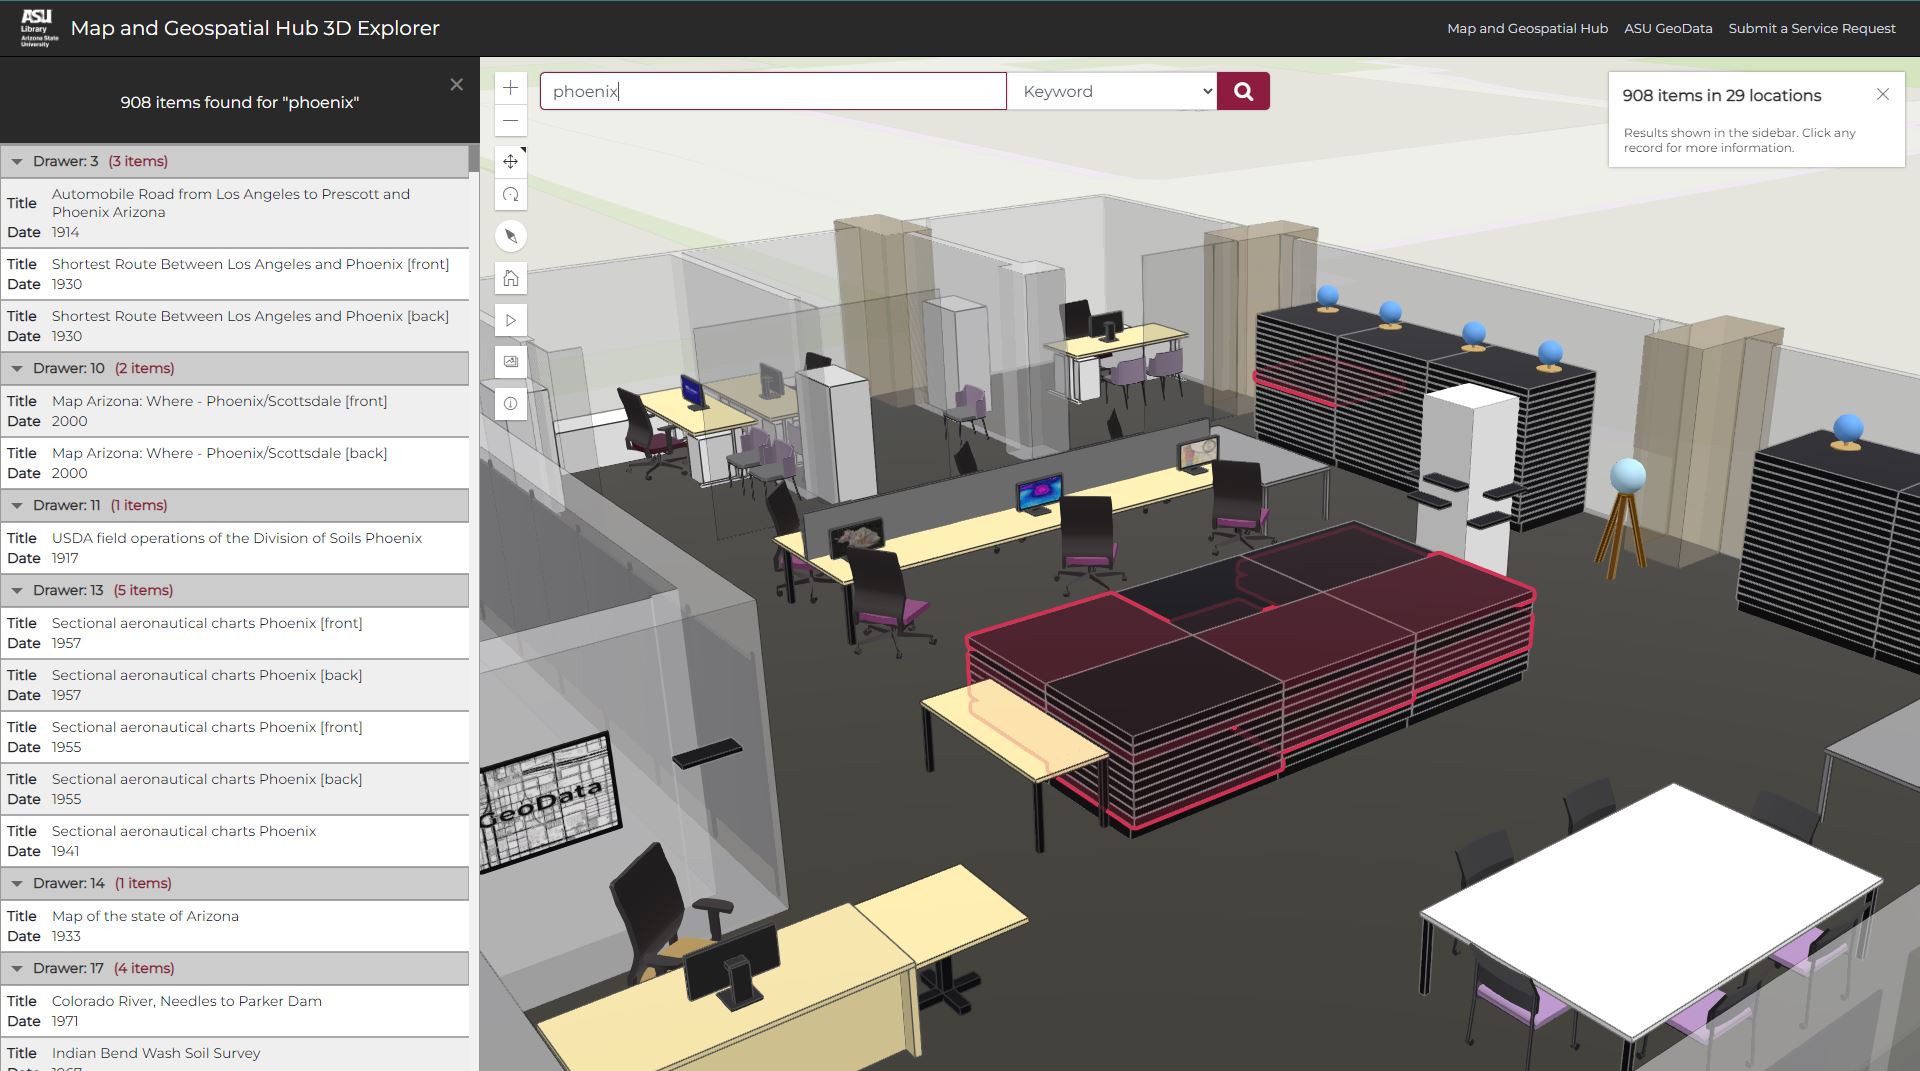 ASU
Library
Arizona State
University
Map and Geospatial Hub 3D Explorer
Map and Geospatial Hub
ASU GeoData
Submit a Service Request
908 items found for "phoenix"
Drawer: 3 (3 items)
Title Automobile Road from Los Angeles to Prescott and
Phoenix Arizona
Date 1914
Title Shortest Route Between Los Angeles and Phoenix [front]
Date 1930
Title Shortest Route Between Los Angeles and Phoenix [back]
Date 1930
Drawer: 10 (2 items)
Title Map Arizona: Where - Phoenix/Scottsdale [front]
Date 2000
Title Map Arizona: Where - Phoenix/Scottsdale [back]
Date 2000
Drawer: 11 (1 items)
Title USDA field operations of the Division of Soils Phoenix
Date 1917
Drawer: 13 (5 items)
Title Sectional aeronautical charts Phoenix [front]
Date 1957
Title Sectional aeronautical charts Phoenix [back]
Date 1957
Title Sectional aeronautical charts Phoenix [front]
Date 1955
Title Sectional aeronautical charts Phoenix [back]
Date 1955
Title Sectional aeronautical charts Phoenix
Date 1941
Drawer: 14 (1 items)
Title Map of the state of Arizona
Date 1933
Drawer: 17 (4 items)
Title Colorado River, Needles to Parker Dam
Date 1971
Title Indian Bend Wash Soil Survey
phoenix
Keyword
908 items in 29 locations
Results shown in the sidebar. Click any
record for more information.
GeoData